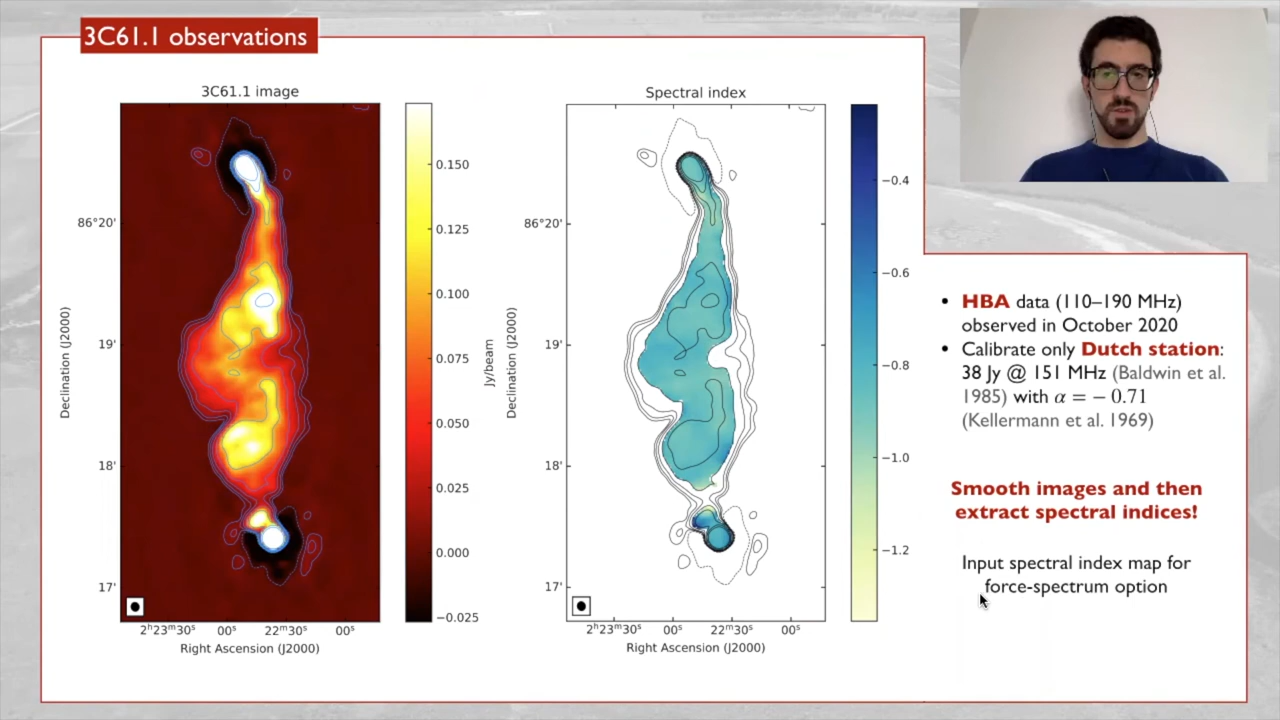 3C61.1 observations
3C61.1 image
0.150
0.125
0.100
0.075
0.050
0.025
0.000
−0.025
Jy/beam
86°20'
19'
18'
17'
Declination (J2000)
2ʰ23ᵐ30ˢ 00ˢ 22ᵐ30ˢ 00ˢ
Right Ascension (J2000)
Spectral index
−0.4
−0.6
−0.8
−1.0
−1.2
86°20'
19'
18'
17'
Declination (J2000)
2ʰ23ᵐ30ˢ 00ˢ 22ᵐ30ˢ 00ˢ
Right Ascension (J2000)
• HBA data (110–190 MHz)
observed in October 2020
• Calibrate only Dutch station:
38 Jy @ 151 MHz (Baldwin et al.
1985) with α = − 0.71
(Kellermann et al. 1969)
Smooth images and then
extract spectral indices!
Input spectral index map for
force-spectrum option